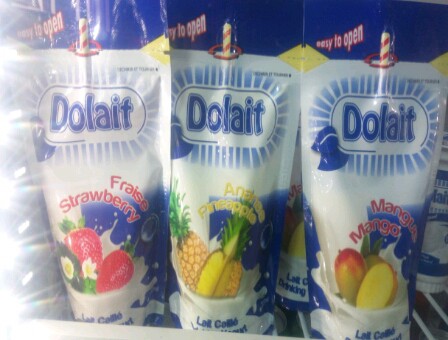 easy to open
easy to open
easy to open
Dolait
Dolait
Dolait
Fraise
Strawberry
Ananas
Pineapple
Mangue
Mango
Lait Caillé
Lait Caillé
Lait Caillé
Drinking